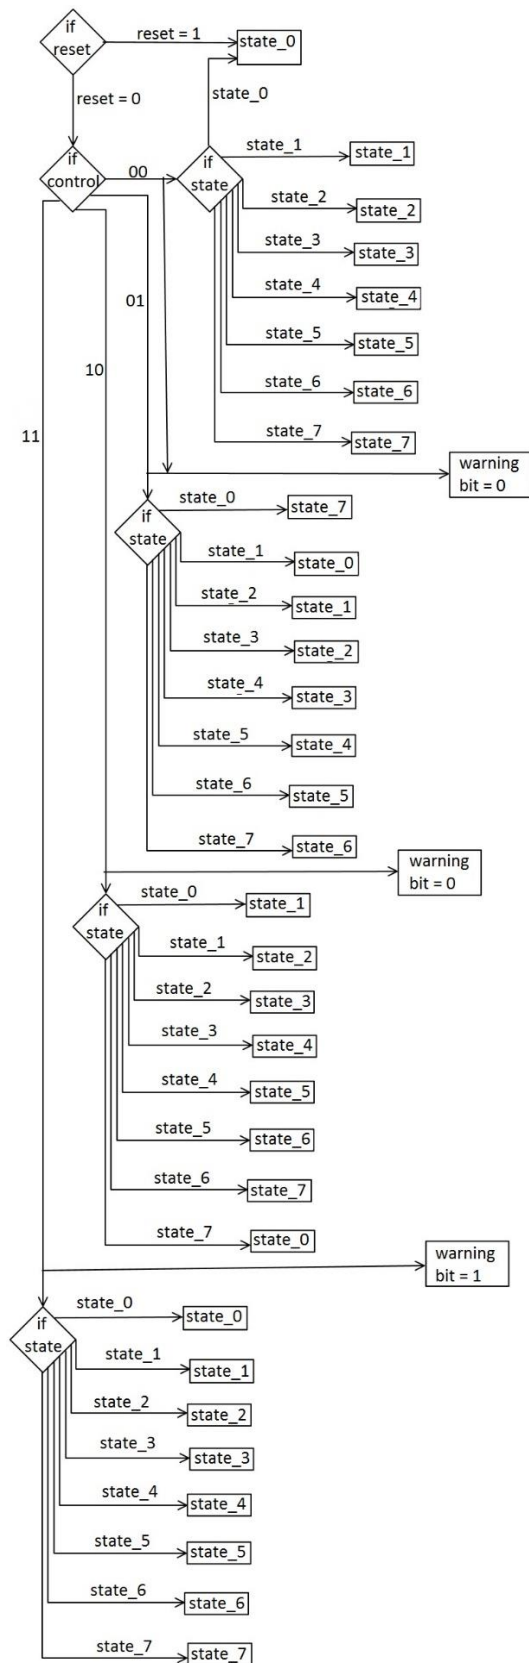 if
reset
reset = 1
state_0
reset = 0
state_0
if
control
00
if
state
state_1
state_1
state_2
state_2
state_3
state_3
01
state_4
state_4
10
state_5
state_5
state_6
state_6
11
state_7
state_7
warning
bit = 0
if
state
state_0
state_7
state_1
state_0
state_2
state_1
state_3
state_2
state_4
state_3
state_5
state_4
state_6
state_5
state_7
state_6
warning
bit = 0
if
state
state_0
state_1
state_1
state_2
state_2
state_3
state_3
state_4
state_4
state_5
state_5
state_6
state_6
state_7
state_7
state_0
warning
bit = 1
if
state
state_0
state_0
state_1
state_1
state_2
state_2
state_3
state_3
state_4
state_4
state_5
state_5
state_6
state_6
state_7
state_7